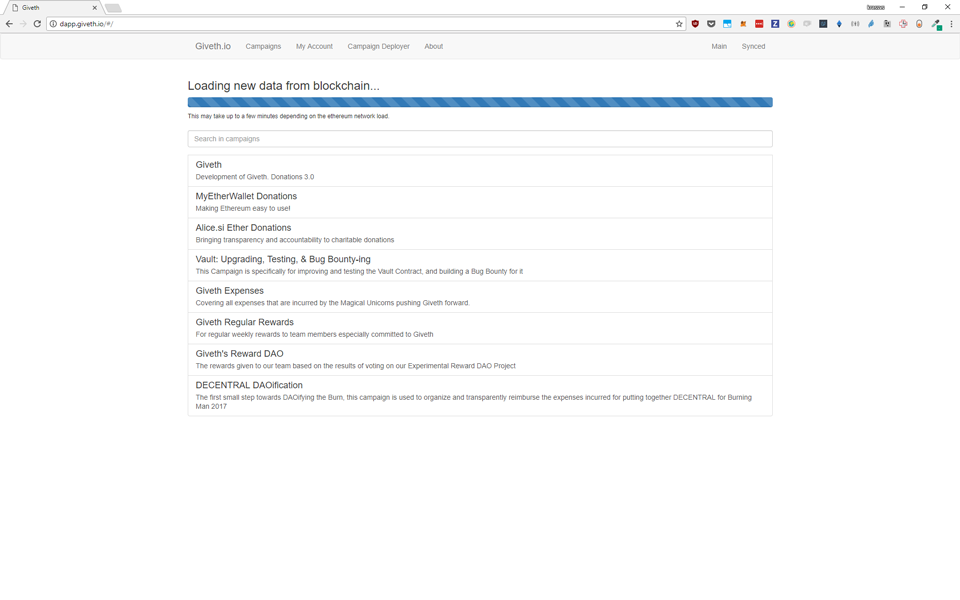 Giveth
dapp.giveth.io/#/
Giveth.io Campaigns My Account Campaign Deployer About Main Synced
Loading new data from blockchain...
This may take up to a few minutes depending on the ethereum network load.
Search in campaigns
Giveth
Development of Giveth. Donations 3.0
MyEtherWallet Donations
Making Ethereum easy to use!
Alice.si Ether Donations
Bringing transparency and accountability to charitable donations
Vault: Upgrading, Testing, & Bug Bounty-ing
This Campaign is specifically for improving and testing the Vault Contract, and building a Bug Bounty for it
Giveth Expenses
Covering all expenses that are incurred by the Magical Unicorns pushing Giveth forward.
Giveth Regular Rewards
For regular weekly rewards to team members especially committed to Giveth
Giveth's Reward DAO
The rewards given to our team based on the results of voting on our Experimental Reward DAO Project
DECENTRAL DAOification
The first small step towards DAOifying the Burn, this campaign is used to organize and transparently reimburse the expenses incurred for putting together DECENTRAL for Burning
Man 2017